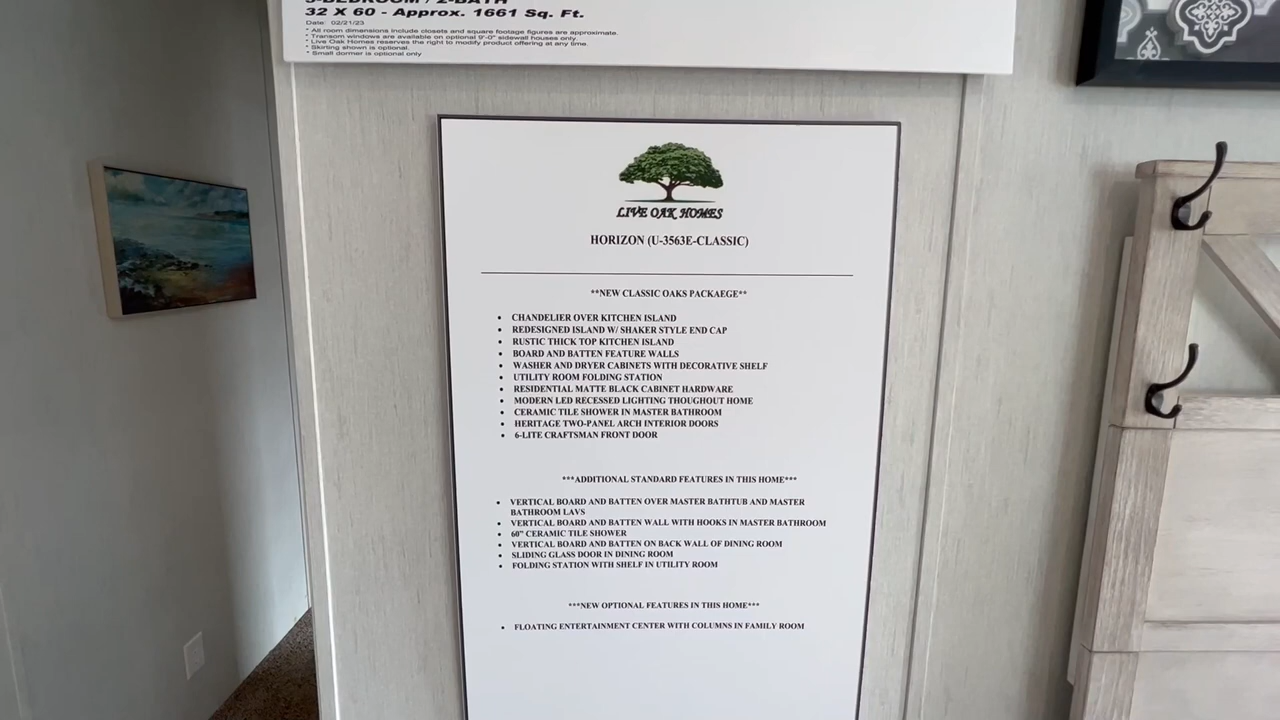 32 X 60 - Approx. 1661 Sq. Ft.
Date: 02/21/23
* All room dimensions include closets and square footage figures are approximate.
* Transom windows are available on optional 9'-0" sidewall houses only.
* Live Oak Homes reserves the right to modify product offering at any time.
* Skirting shown is optional.
* Small dormer is optional only
LIVE OAK HOMES
HORIZON (U-3563E-CLASSIC)
**NEW CLASSIC OAKS PACKAEGE**
• CHANDELIER OVER KITCHEN ISLAND
• REDESIGNED ISLAND W/ SHAKER STYLE END CAP
• RUSTIC THICK TOP KITCHEN ISLAND
• BOARD AND BATTEN FEATURE WALLS
• WASHER AND DRYER CABINETS WITH DECORATIVE SHELF
• UTILITY ROOM FOLDING STATION
• RESIDENTIAL MATTE BLACK CABINET HARDWARE
• MODERN LED RECESSED LIGHTING THOUGHOUT HOME
• CERAMIC TILE SHOWER IN MASTER BATHROOM
• HERITAGE TWO-PANEL ARCH INTERIOR DOORS
• 6-LITE CRAFTSMAN FRONT DOOR
***ADDITIONAL STANDARD FEATURES IN THIS HOME***
• VERTICAL BOARD AND BATTEN OVER MASTER BATHTUB AND MASTER
BATHROOM LAVS
• VERTICAL BOARD AND BATTEN WALL WITH HOOKS IN MASTER BATHROOM
• 60" CERAMIC TILE SHOWER
• VERTICAL BOARD AND BATTEN ON BACK WALL OF DINING ROOM
• SLIDING GLASS DOOR IN DINING ROOM
• FOLDING STATION WITH SHELF IN UTILITY ROOM
***NEW OPTIONAL FEATURES IN THIS HOME***
• FLOATING ENTERTAINMENT CENTER WITH COLUMNS IN FAMILY ROOM